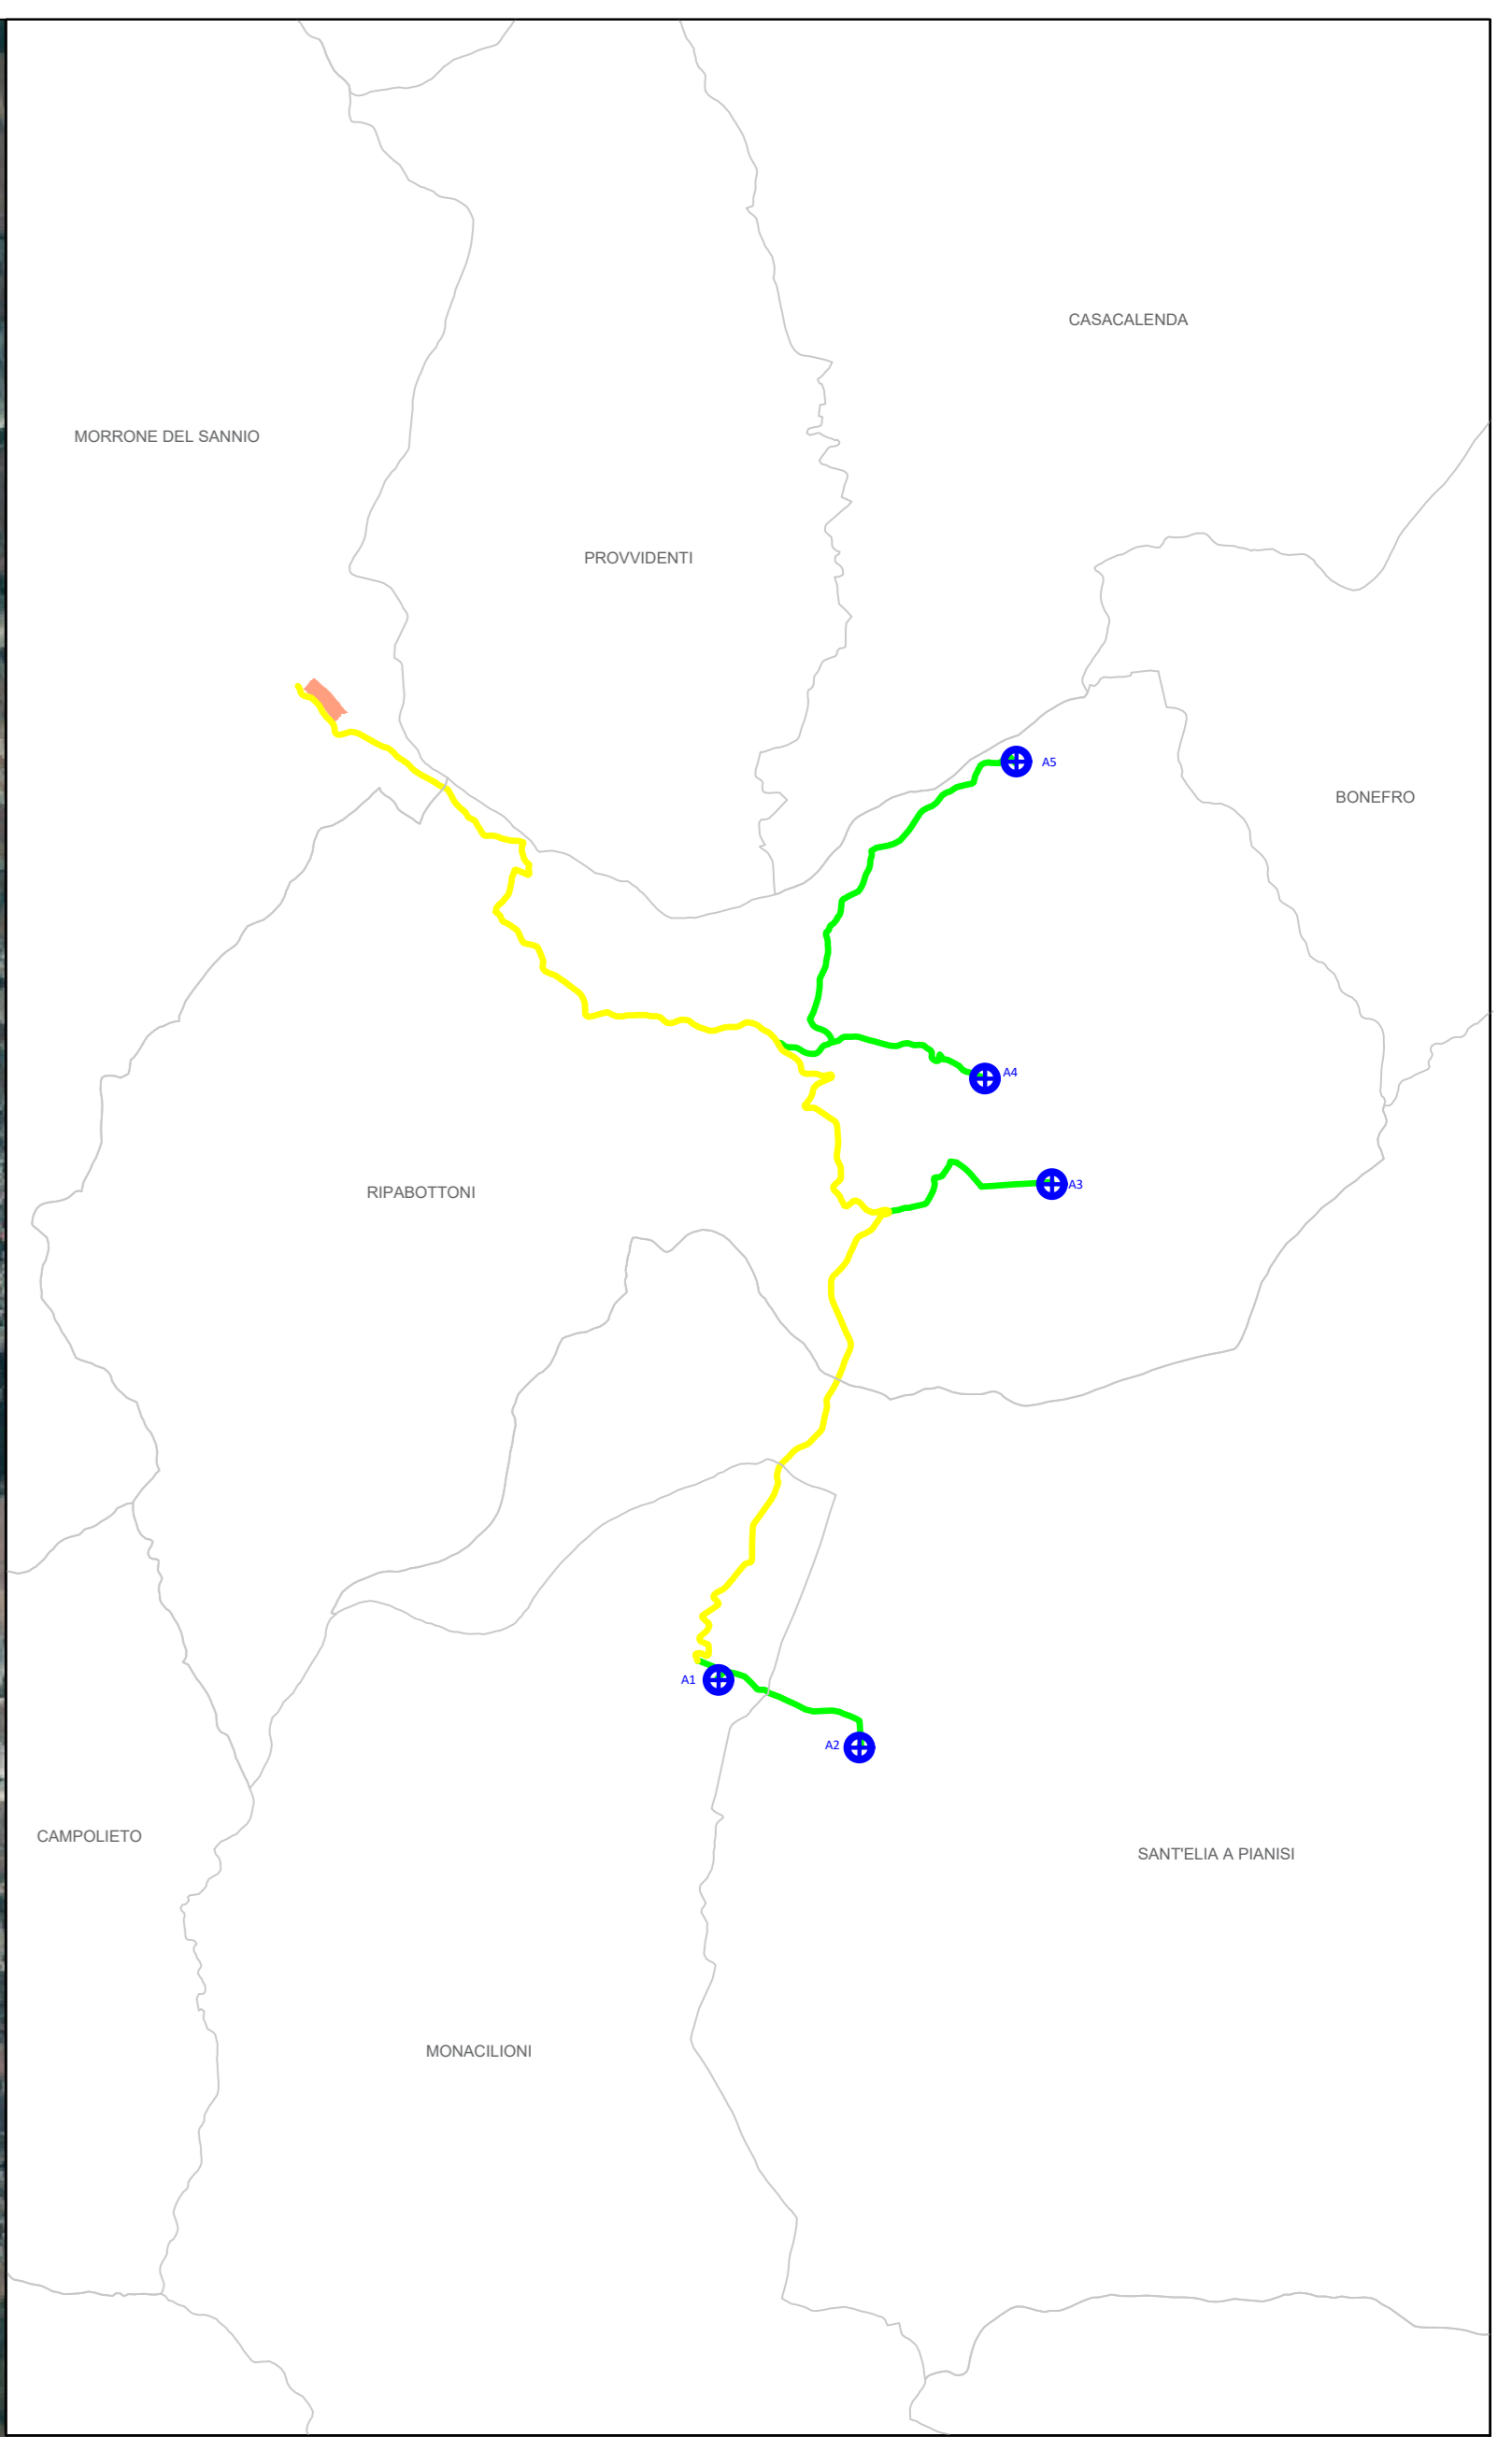 CASACALENDA
MORRONE DEL SANNIO
PROVVIDENTI
A5
BONEFRO
A4
A3
RIPABOTTONI
A1
A2
CAMPOLIETO
SANT'ELIA A PIANISI
MONACILIONI